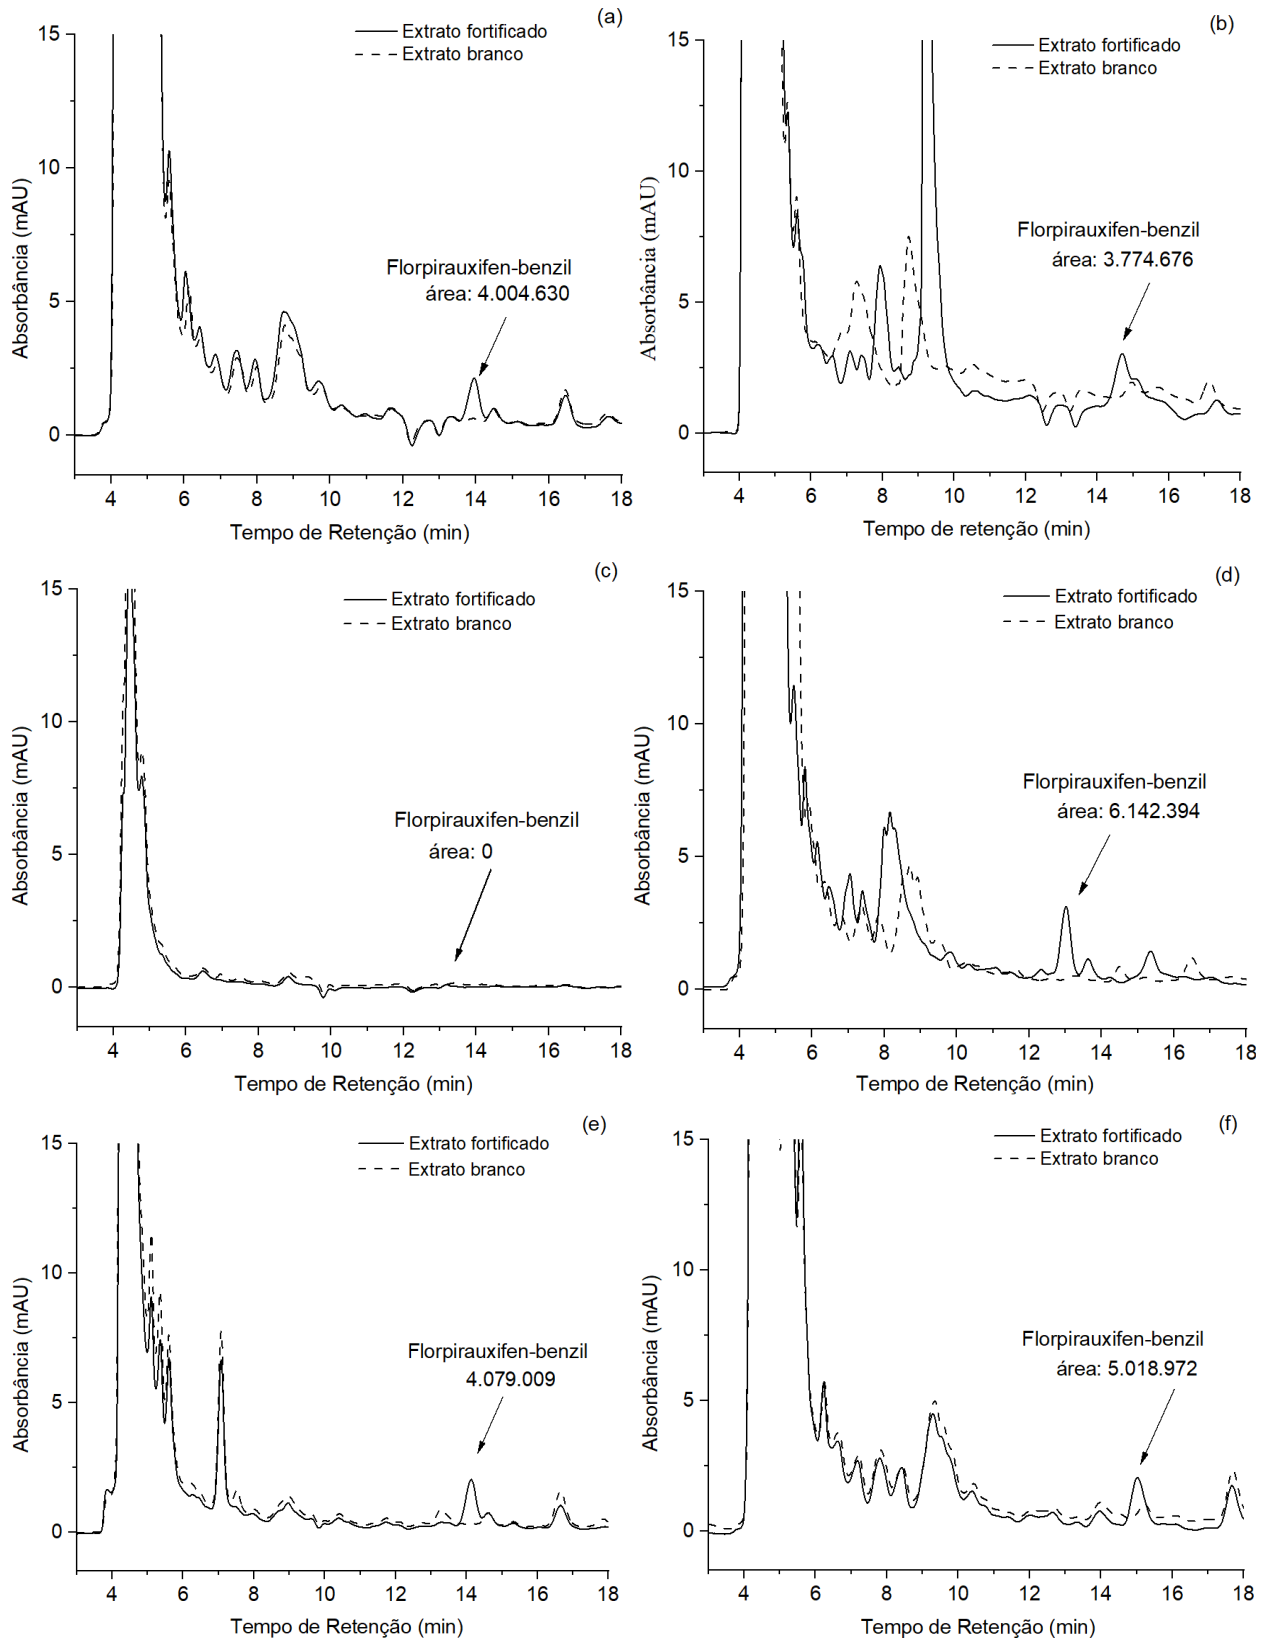 (a)
Extrato fortificado
Extrato branco
15
10
5
0
Absorbância (mAU)
Florpirauxifen-benzil
área: 4.004.630
4 6 8 10 12 14 16 18
Tempo de Retenção (min)
(b)
Extrato fortificado
Extrato branco
15
10
5
0
Absorbância (mAU)
Florpirauxifen-benzil
área: 3.774.676
4 6 8 10 12 14 16 18
Tempo de retenção (min)
(c)
Extrato fortificado
Extrato branco
15
10
5
0
Absorbância (mAU)
Florpirauxifen-benzil
área: 0
4 6 8 10 12 14 16 18
Tempo de Retenção (min)
(d)
Extrato fortificado
Extrato branco
15
10
5
0
Absorbância (mAU)
Florpirauxifen-benzil
área: 6.142.394
4 6 8 10 12 14 16 18
Tempo de Retenção (min)
(e)
Extrato fortificado
Extrato branco
15
10
5
0
Absorbância (mAU)
Florpirauxifen-benzil
4.079.009
4 6 8 10 12 14 16 18
Tempo de Retenção (min)
(f)
Extrato fortificado
Extrato branco
15
10
5
0
Absorbância (mAU)
Florpirauxifen-benzil
área: 5.018.972
4 6 8 10 12 14 16 18
Tempo de Retenção (min)